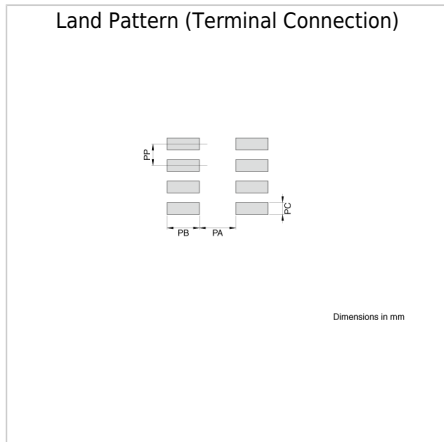 Land Pattern (Terminal Connection)
PP
PC
PB
PA
Dimensions in mm